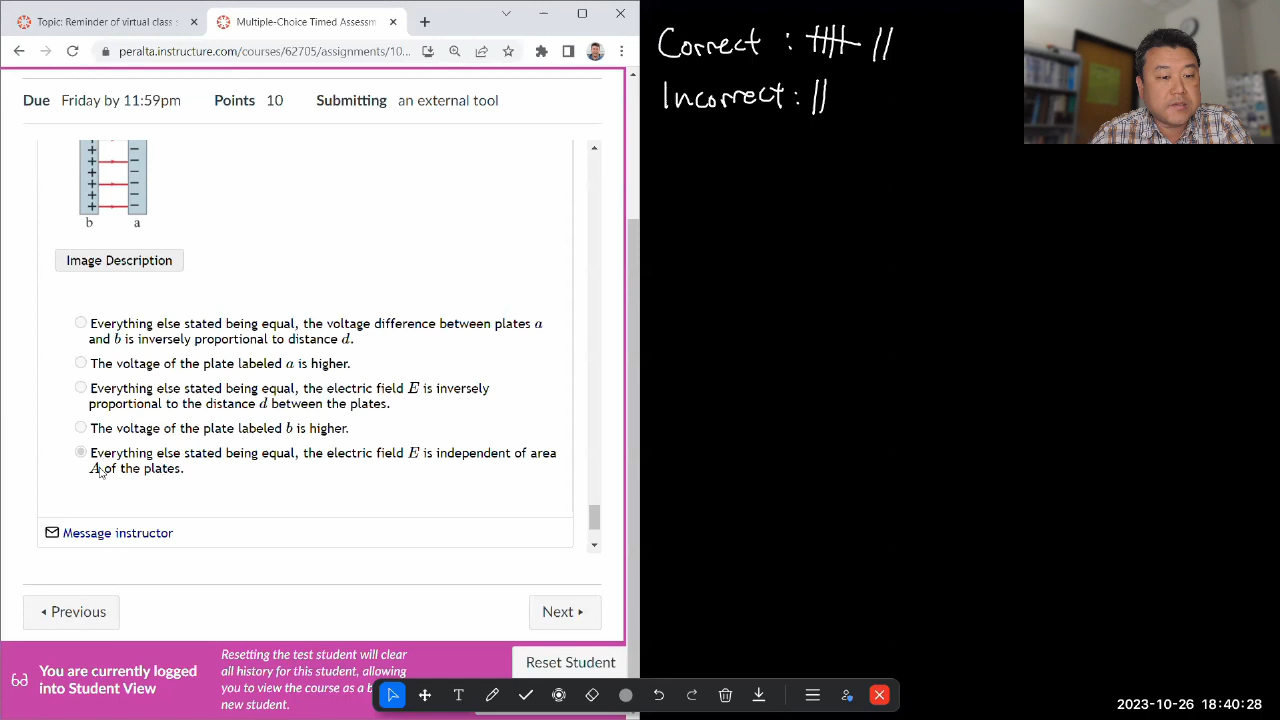 Topic: Reminder of virtual class :
Multiple-Choice Timed Assessm
peralta.instructure.com/courses/62705/assignments/10...
Due Friday by 11:59pm Points 10 Submitting an external tool
b a
Image Description
Everything else stated being equal, the voltage difference between plates a
and b is inversely proportional to distance d.
The voltage of the plate labeled a is higher.
Everything else stated being equal, the electric field E is inversely
proportional to the distance d between the plates.
The voltage of the plate labeled b is higher.
Everything else stated being equal, the electric field E is independent of area
A of the plates.
Message instructor
Previous
Next
You are currently logged
into Student View
Resetting the test student will clear
all history for this student, allowing
you to view the course as a b
new student.
Reset Student
Correct :
Incorrect :
2023-10-26 18:40:28